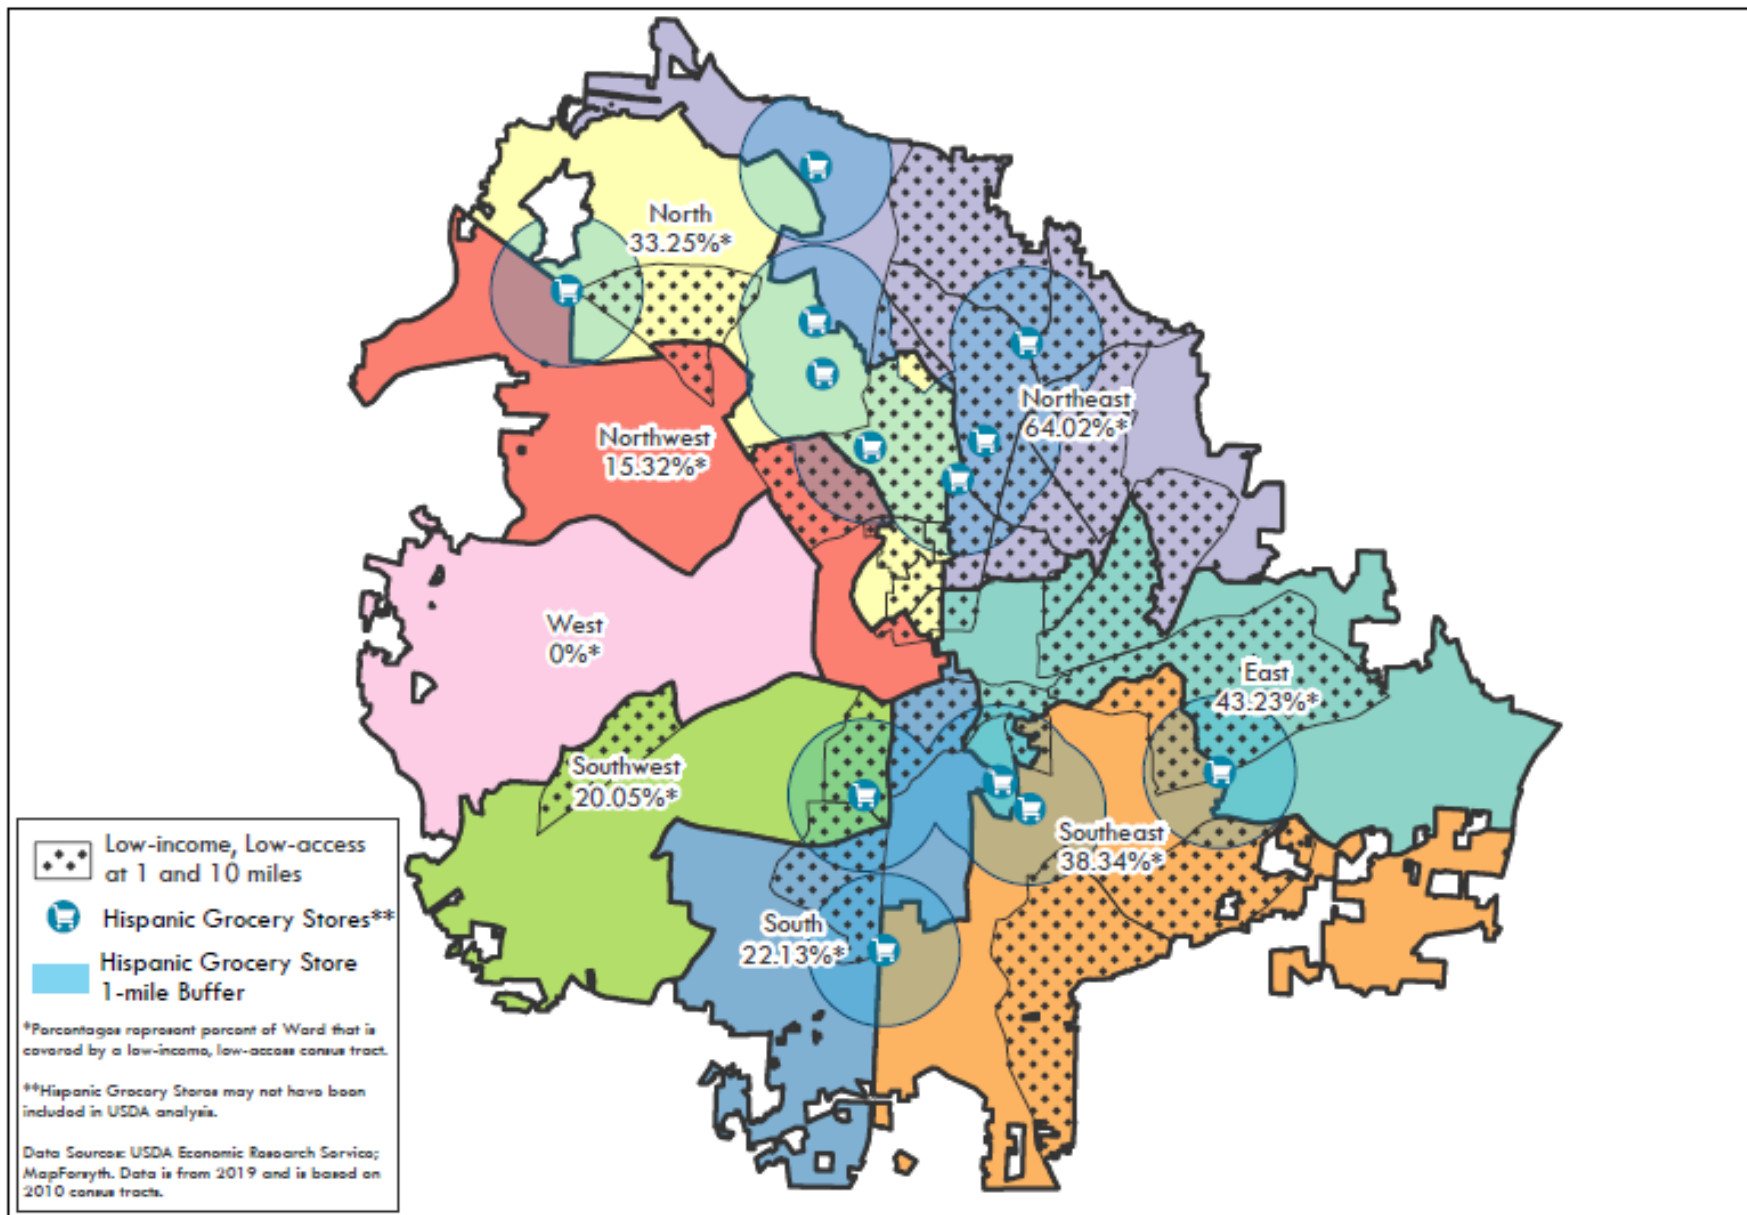 North
33.25%*
Northeast
64.02%*
Northwest
15.32%*
West
0%*
East
43.23%*
Southwest
20.05%*
Southeast
38.34%*
South
22.13%*
Low-income, Low-access
at 1 and 10 miles
Hispanic Grocery Stores**
Hispanic Grocery Store
1-mile Buffer
*Percentages represent percent of Ward that is
covered by a low-income, low-access census tract.
**Hispanic Grocery Stores may not have been
included in USDA analysis.
Data Sources: USDA Economic Research Service;
MapForsyth. Data is from 2019 and is based on
2010 census tracts.